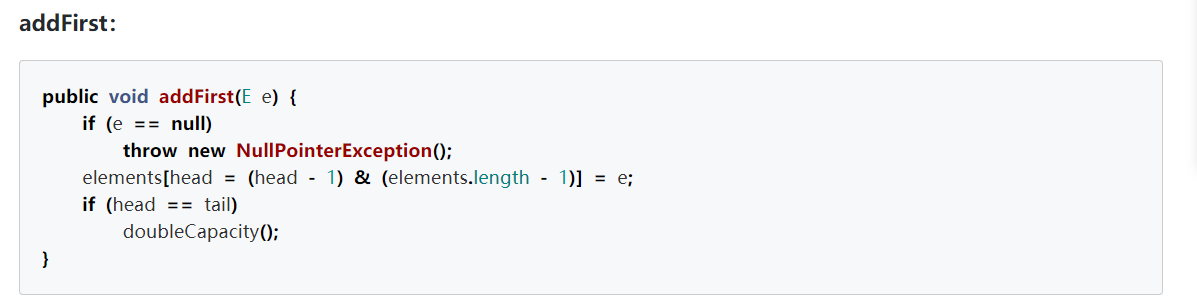 addFirst:
public void addFirst(E e) {
    if (e == null)
        throw new NullPointerException();
    elements[head = (head - 1) & (elements.length - 1)] = e;
    if (head == tail)
        doubleCapacity();
}